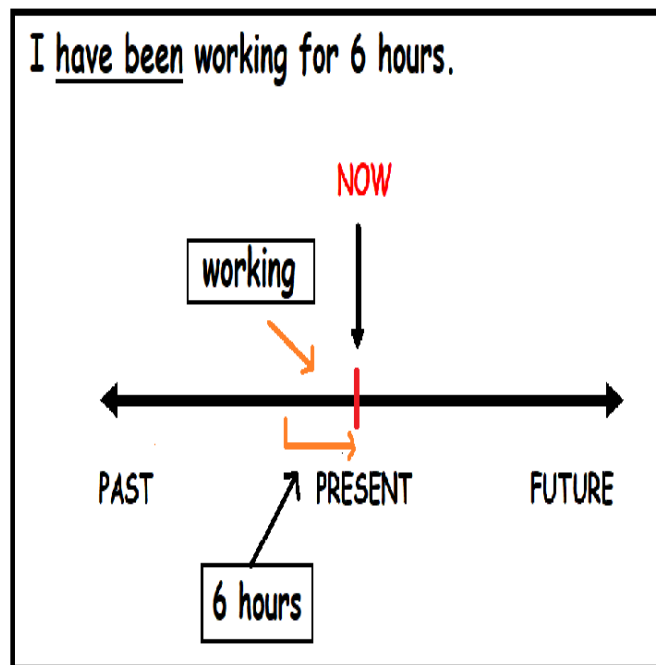 I have been working for 6 hours.
NOW
working
PAST PRESENT FUTURE
6 hours